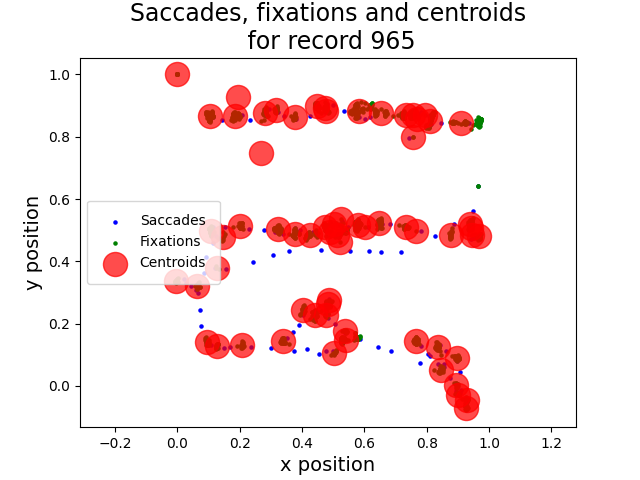 Saccades, fixations and centroids
for record 965
1.0
0.8
0.6
0.4
0.2
0.0
y position
Saccades
Fixations
Centroids
−0.2
0.0
0.2
0.4
0.6
0.8
1.0
1.2
x position